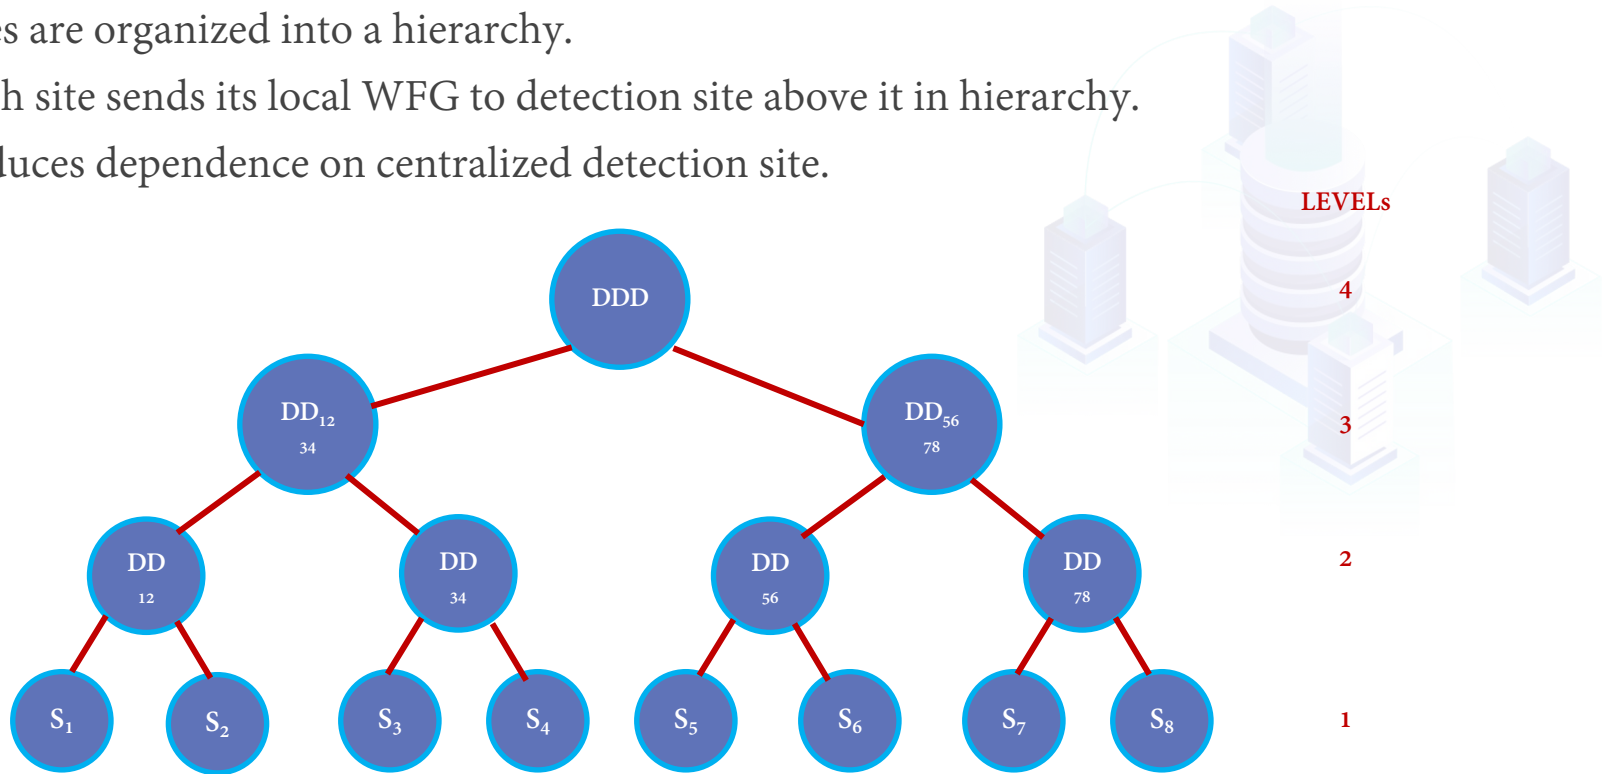 are organized into a hierarchy.
site sends its local WFG to detection site above it in hierarchy.
dependence on centralized detection site.
LEVELs
DDD
4
DD₁₂
34
DD₅₆
78
3
DD
12
DD
34
DD
56
DD
78
2
S₁
S₂
S₃
S₄
S₅
S₆
S₇
S₈
1